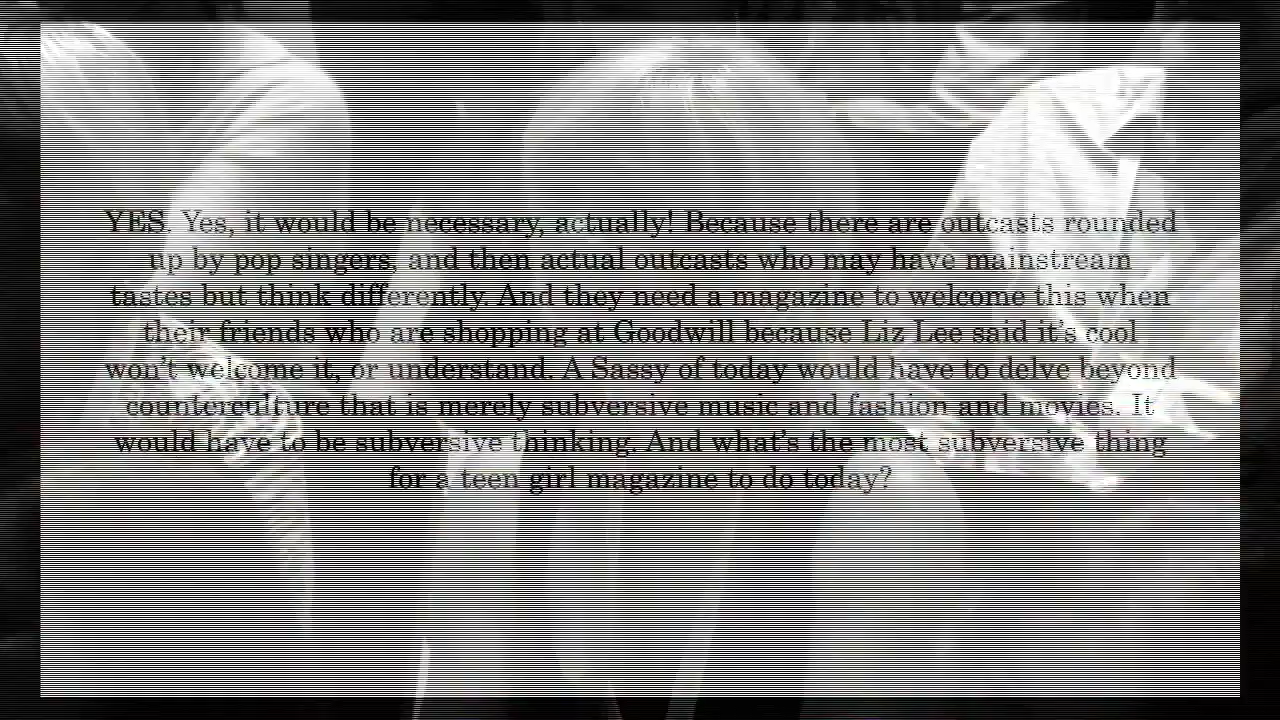 YES. Yes, it would be necessary, actually! Because there are outcasts rounded
up by pop singers, and then actual outcasts who may have mainstream
tastes but think differently. And they need a magazine to welcome this when
their friends who are shopping at Goodwill because Liz Lee said it's cool
won't welcome it, or understand. A Sassy of today would have to delve beyond
counterculture that is merely subversive music and fashion and movies. It
would have to be subversive thinking. And what's the most subversive thing
for a teen girl magazine to do today?